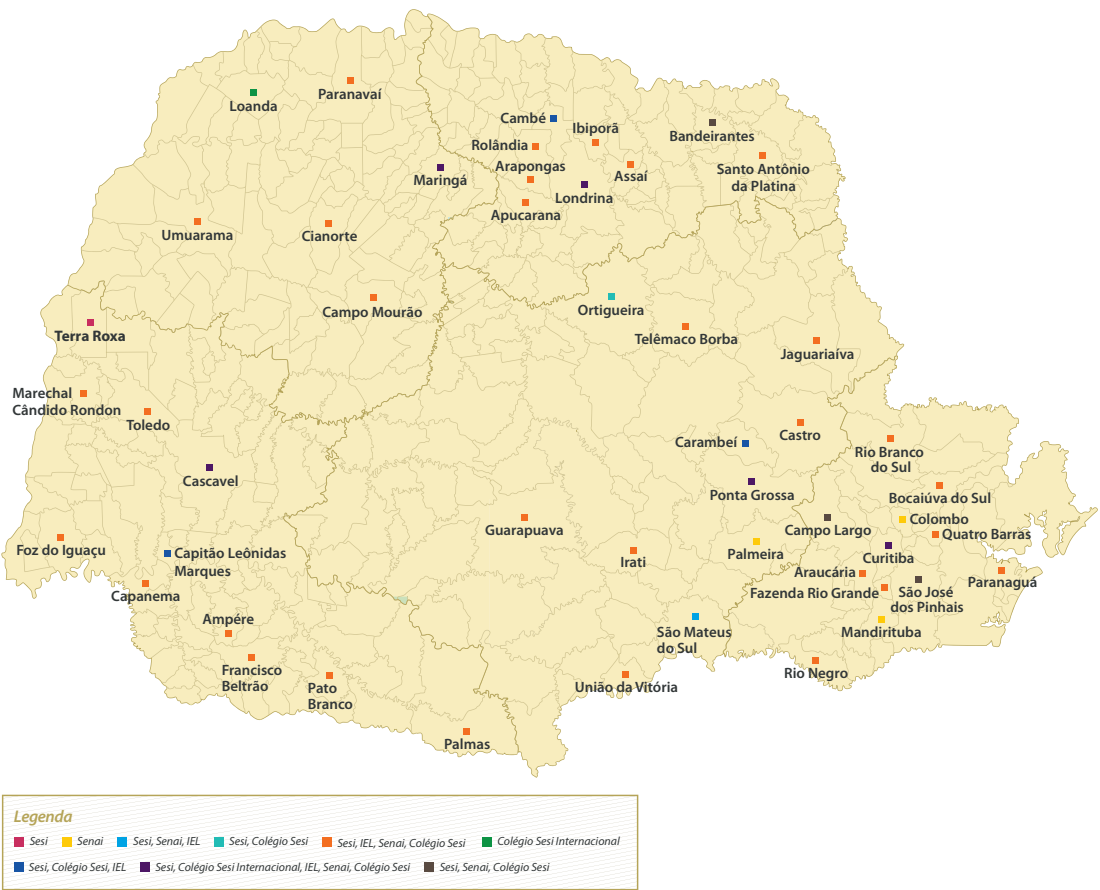 Loanda
Paranavaí
Cambé
Ibiporã
Bandeirantes
Rolândia
Arapongas
Assaí
Santo Antônio
da Platina
Maringá
Londrina
Apucarana
Umuarama
Cianorte
Campo Mourão
Ortigueira
Telêmaco Borba
Jaguariaíva
Terra Roxa
Marechal
Cândido Rondon
Toledo
Cascavel
Carambeí
Castro
Rio Branco
do Sul
Ponta Grossa
Bocaiúva do Sul
Guarapuava
Campo Largo
Colombo
Quatro Barras
Foz do Iguaçu
Capitão Leônidas
Marques
Irati
Palmeira
Curitiba
Araucária
Fazenda Rio Grande
São José
dos Pinhais
Paranaguá
Capanema
Ampére
São Mateus
do Sul
Mandirituba
Francisco
Beltrão
Pato
Branco
União da Vitória
Rio Negro
Palmas
Legenda
Sesi Senai Sesi, Senai, IEL Sesi, Colégio Sesi Sesi, IEL, Senai, Colégio Sesi Colégio Sesi Internacional
Sesi, Colégio Sesi, IEL Sesi, Colégio Sesi Internacional, IEL, Senai, Colégio Sesi Sesi, Senai, Colégio Sesi